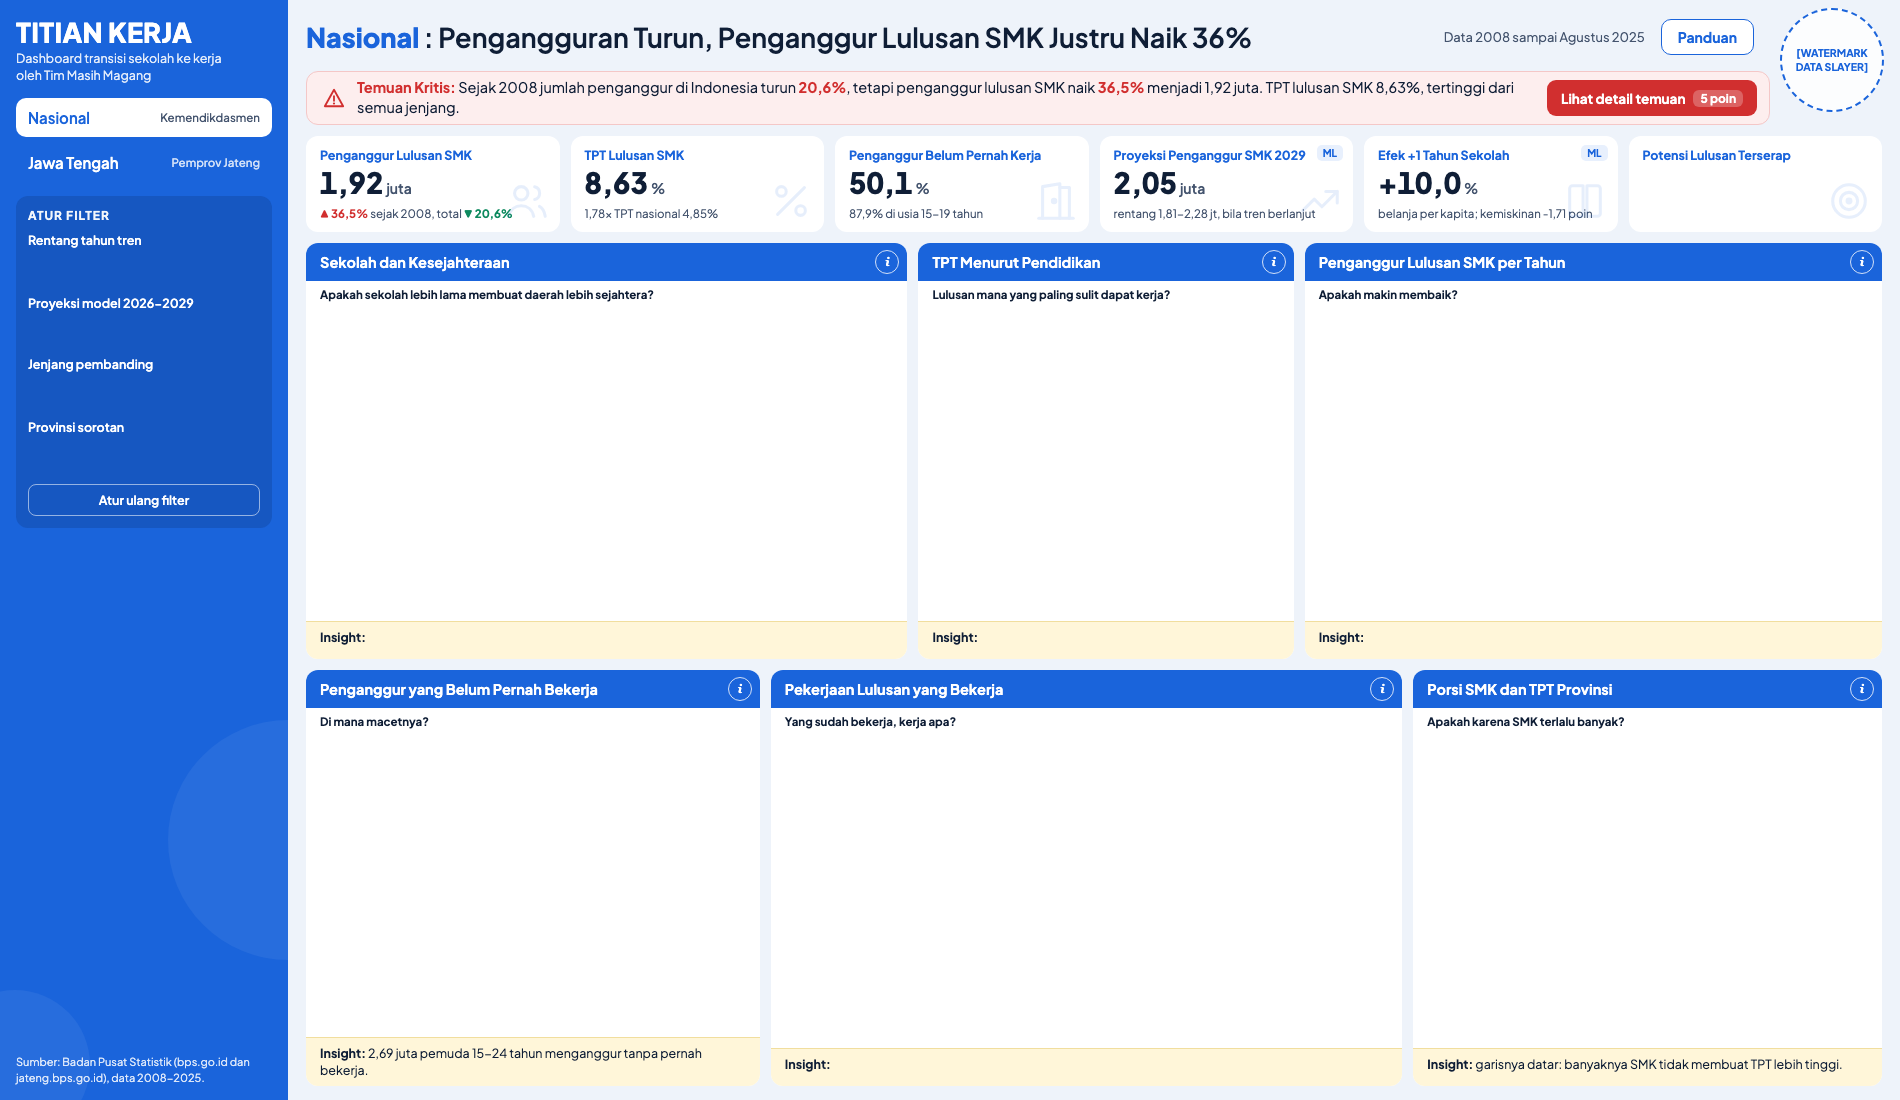 TITIAN KERJA
Dashboard transisi sekolah ke kerja
oleh Tim Masih Magang
Nasional Kemendikdasmen
Jawa Tengah Pemprov Jateng
ATUR FILTER
Rentang tahun tren
Proyeksi model 2026–2029
Jenjang pembanding
Provinsi sorotan
Atur ulang filter
Sumber: Badan Pusat Statistik (bps.go.id dan
jateng.bps.go.id), data 2008–2025.
Nasional : Pengangguran Turun, Penganggur Lulusan SMK Justru Naik 36%
Data 2008 sampai Agustus 2025
Panduan
[WATERMARK
DATA SLAYER]
Temuan Kritis: Sejak 2008 jumlah penganggur di Indonesia turun 20,6%, tetapi penganggur lulusan SMK naik 36,5% menjadi 1,92 juta. TPT lulusan SMK 8,63%, tertinggi dari
semua jenjang.
Lihat detail temuan 5 poin
Penganggur Lulusan SMK
1,92 juta
▲ 36,5% sejak 2008, total ▼ 20,6%
TPT Lulusan SMK
8,63 %
1,78× TPT nasional 4,85%
Penganggur Belum Pernah Kerja
50,1 %
87,9% di usia 15–19 tahun
Proyeksi Penganggur SMK 2029 ML
2,05 juta
rentang 1,81–2,28 jt, bila tren berlanjut
Efek +1 Tahun Sekolah ML
+10,0 %
belanja per kapita; kemiskinan -1,71 poin
Potensi Lulusan Terserap
Sekolah dan Kesejahteraan i
Apakah sekolah lebih lama membuat daerah lebih sejahtera?
Insight:
TPT Menurut Pendidikan i
Lulusan mana yang paling sulit dapat kerja?
Insight:
Penganggur Lulusan SMK per Tahun i
Apakah makin membaik?
Insight:
Penganggur yang Belum Pernah Bekerja i
Di mana macetnya?
Insight: 2,69 juta pemuda 15–24 tahun menganggur tanpa pernah
bekerja.
Pekerjaan Lulusan yang Bekerja i
Yang sudah bekerja, kerja apa?
Insight:
Porsi SMK dan TPT Provinsi i
Apakah karena SMK terlalu banyak?
Insight: garisnya datar: banyaknya SMK tidak membuat TPT lebih tinggi.